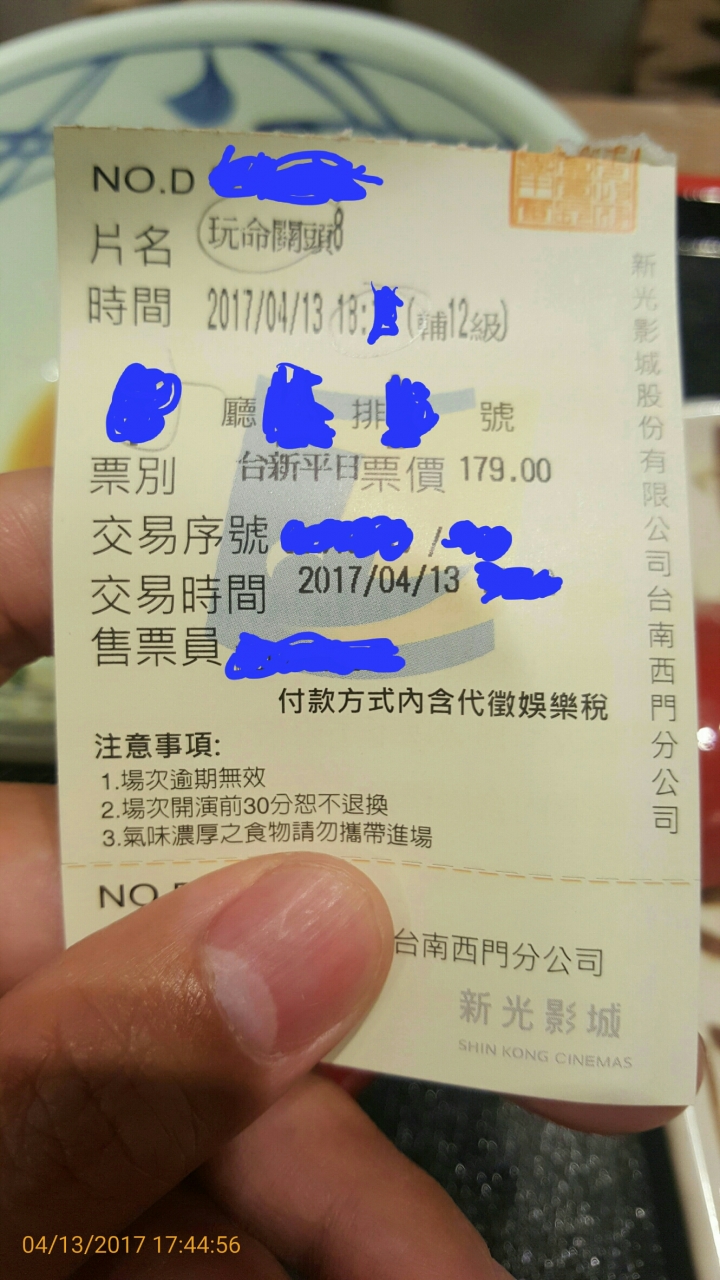 NO.D
片名 玩命關頭8
時間 2017/04/13 18: (輔12級)
廳 排 號
票別 台新平日 票價 179.00
交易序號 /
交易時間 2017/04/13
售票員
付款方式內含代徵娛樂稅
注意事項:
1.場次逾期無效
2.場次開演前30分恕不退換
3.氣味濃厚之食物請勿攜帶進場
新光影城股份有限公司台南西門分公司
NO.
台南西門分公司
新光影城
SHIN KONG CINEMAS
04/13/2017 17:44:56